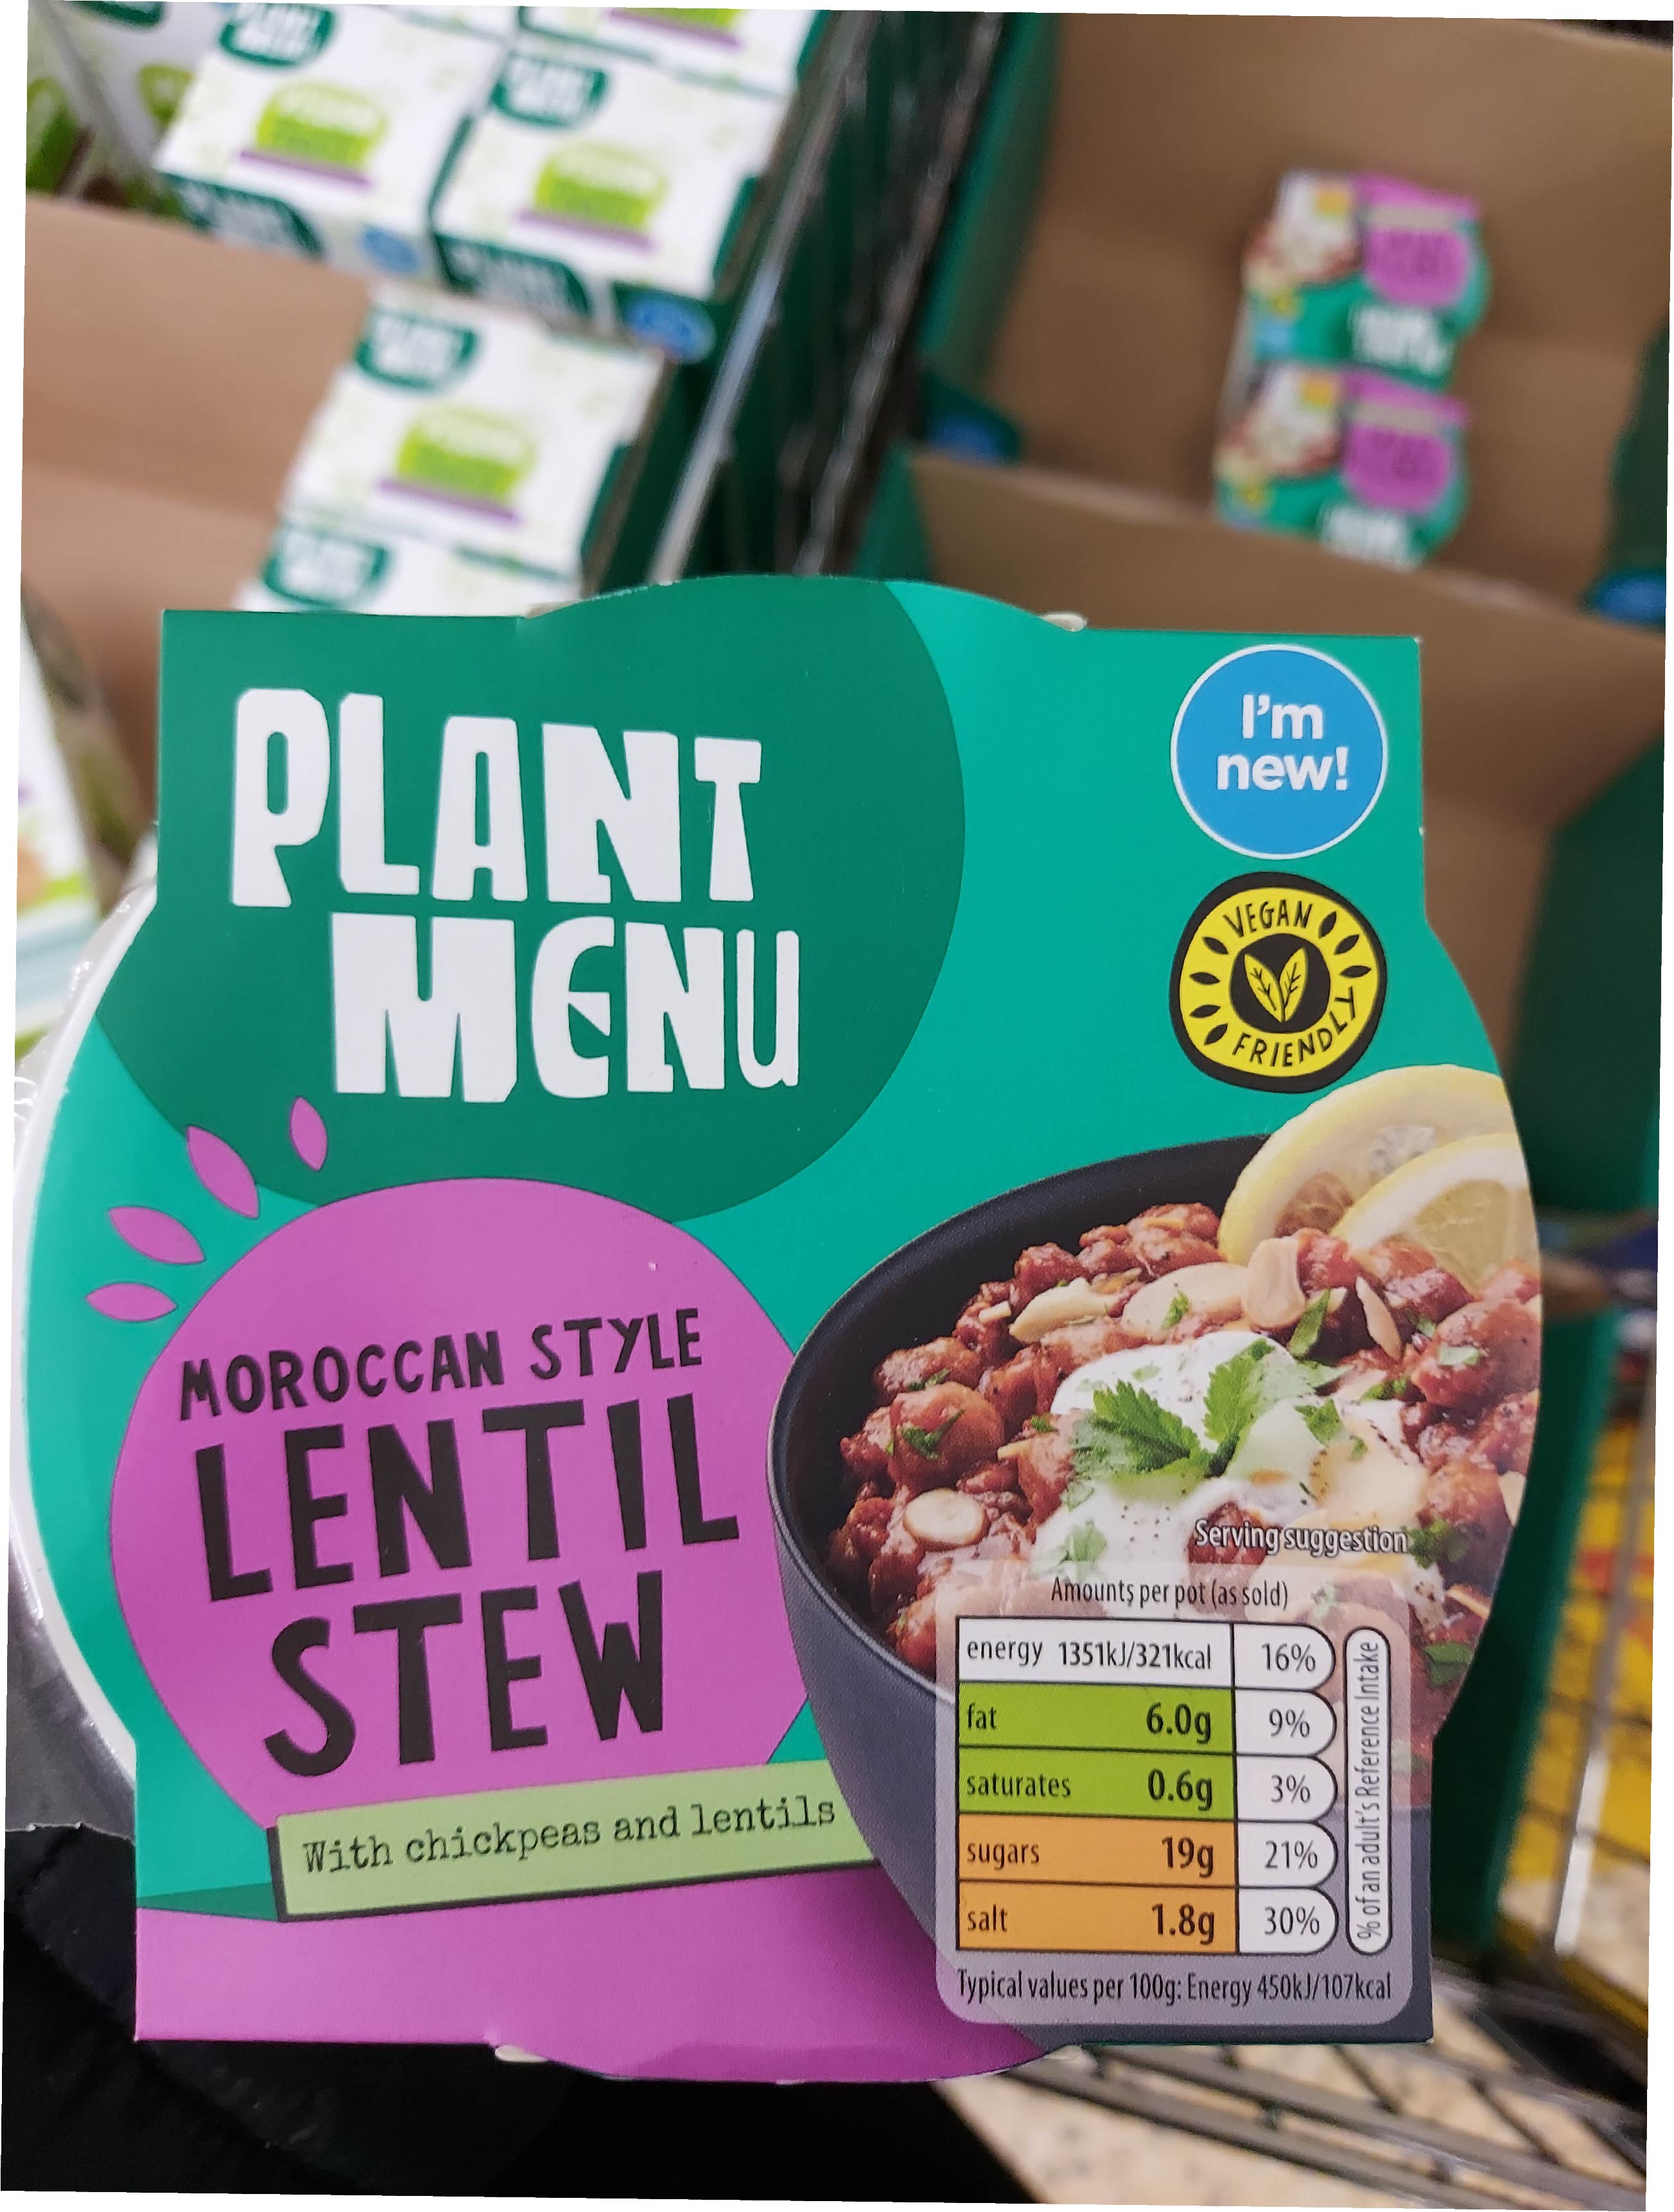 PLANT
MENU
I'm
new!
VEGAN
FRIENDLY
MOROCCAN STYLE
LENTIL
STEW
With chickpeas and lentils
Serving suggestion
Amounts per pot (as sold)
energy 1351kJ/321kcal 16%
fat 6.0g 9%
saturates 0.6g 3%
sugars 19g 21%
salt 1.8g 30%
% of an adult's Reference Intake
Typical values per 100g: Energy 450kJ/107kcal